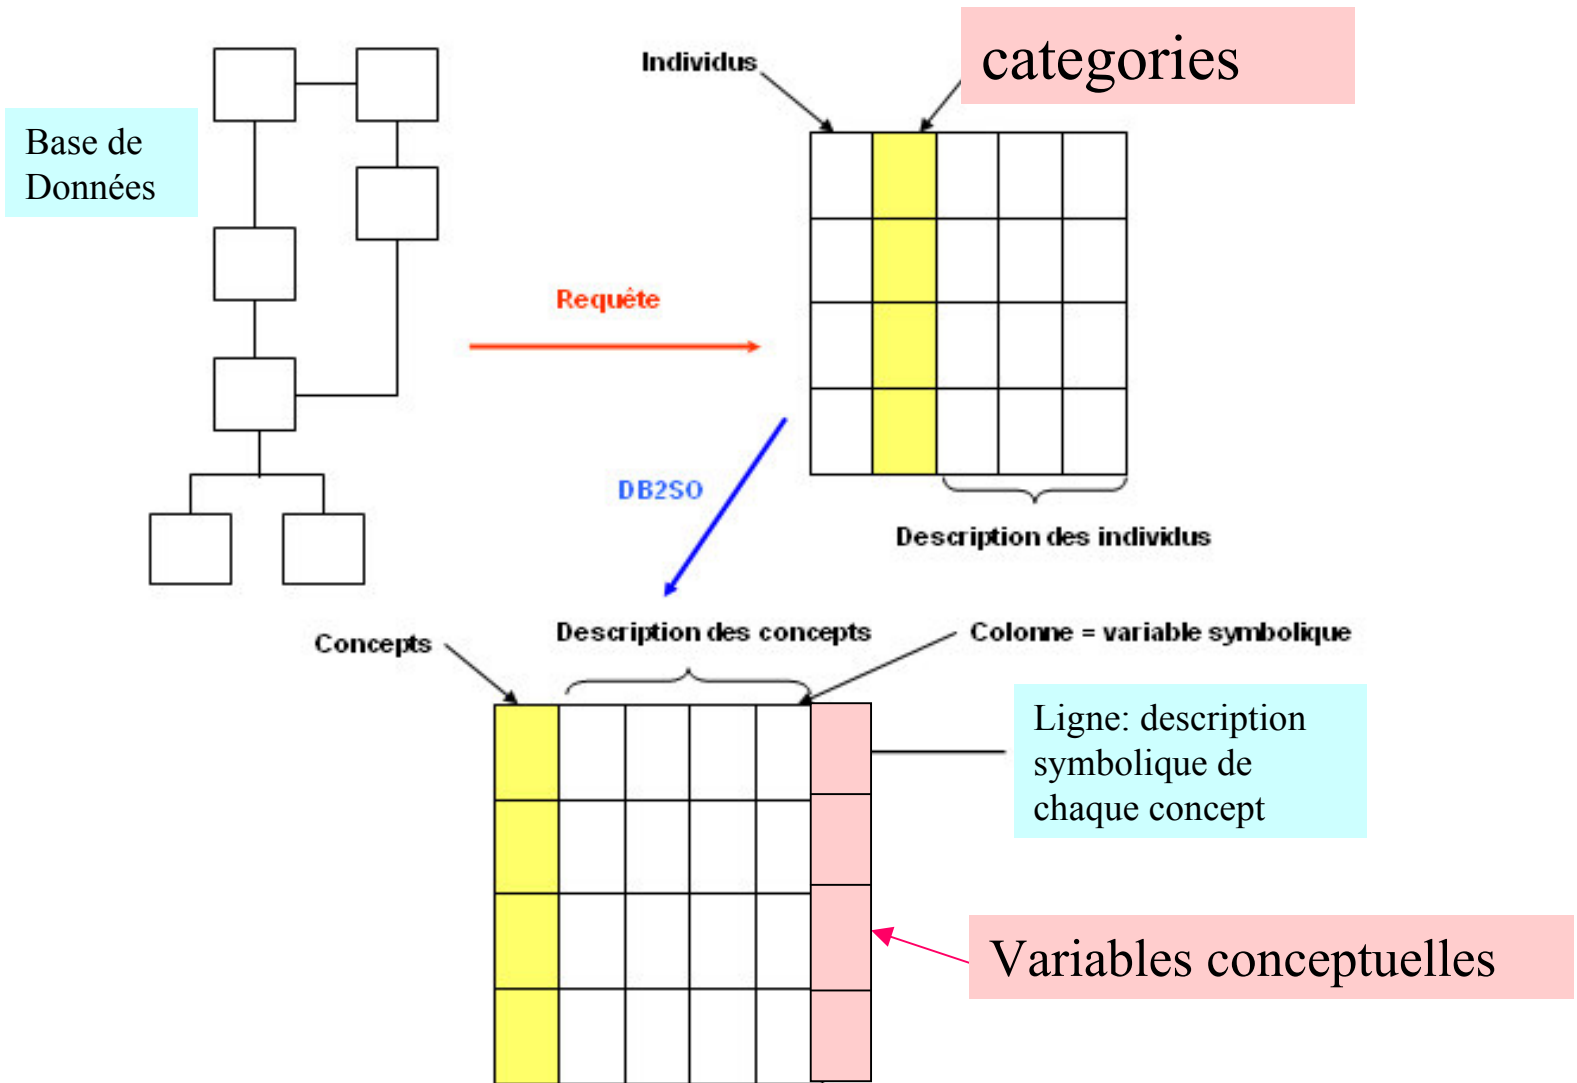 Individus
categories
Base de
Données
Requête
DB2SO
Description des individus
Concepts
Description des concepts
Colonne = variable symbolique
Ligne: description
symbolique de
chaque concept
Variables conceptuelles